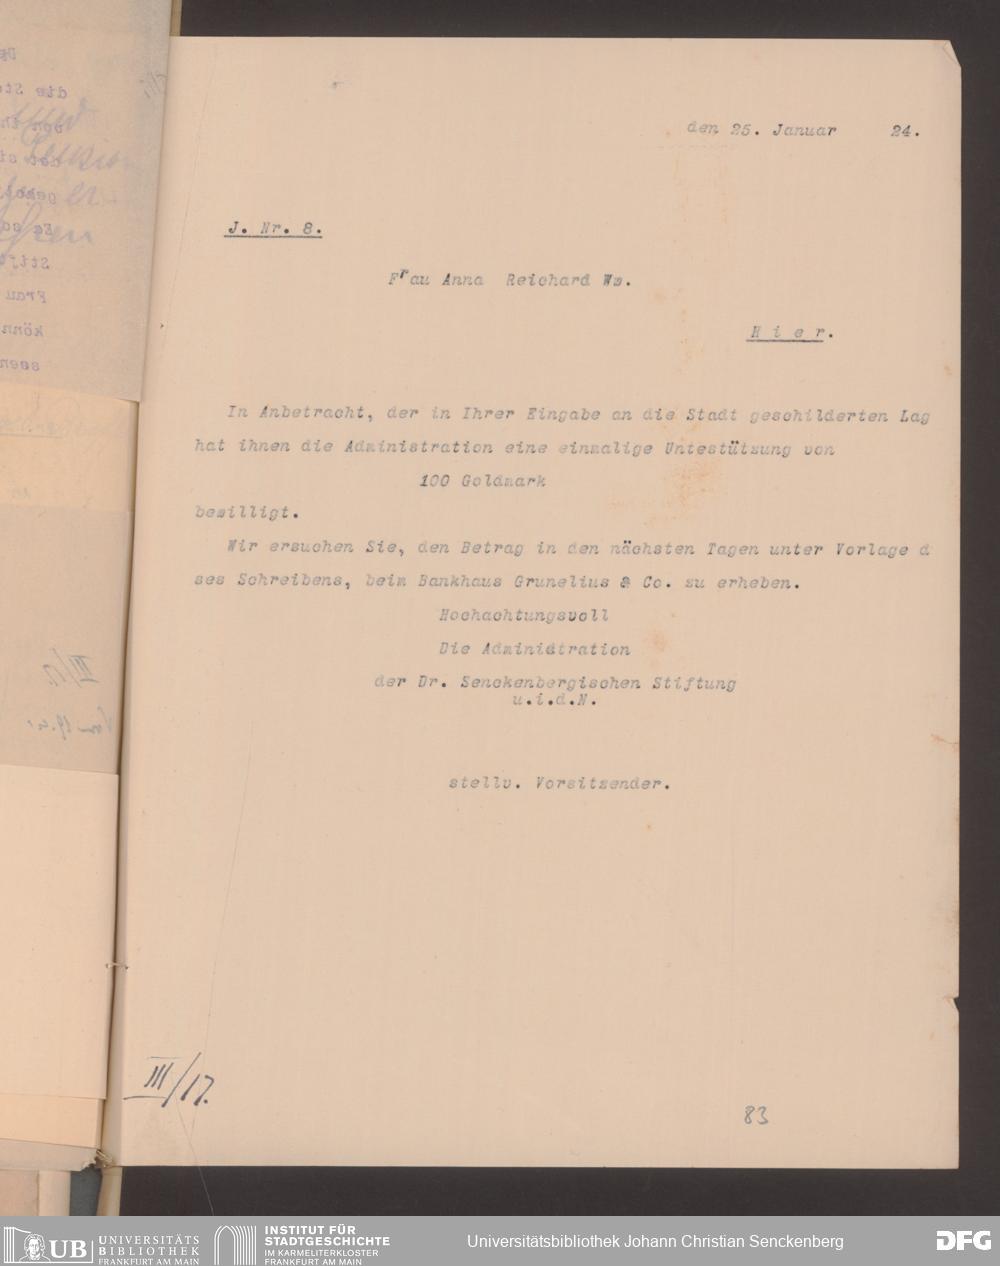 den 25. Januar 24.
J. Nr. 8.
Frau Anna Reichard Ww.
H i e r.
In Anbetracht, der in Ihrer Eingabe an die Stadt geschilderten Lag
hat ihnen die Administration eine einmalige Untestützung von
100 Goldmark
bewilligt.
Wir ersuchen Sie, den Betrag in den nächsten Tagen unter Vorlage d
ses Schreibens, beim Bankhaus Grunelius & Co. zu erheben.
Hochachtungsvoll
Die Adminidtration
der Dr. Senckenbergischen Stiftung
u.i.d.N.
stellv. Vorsitzender.
III/17.
83
UB UNIVERSITÄTS
BIBLIOTHEK
FRANKFURT AM MAIN
INSTITUT FÜR
STADTGESCHICHTE
IM KARMELITERKLOSTER
FRANKFURT AM MAIN
Universitätsbibliothek Johann Christian Senckenberg
DFG